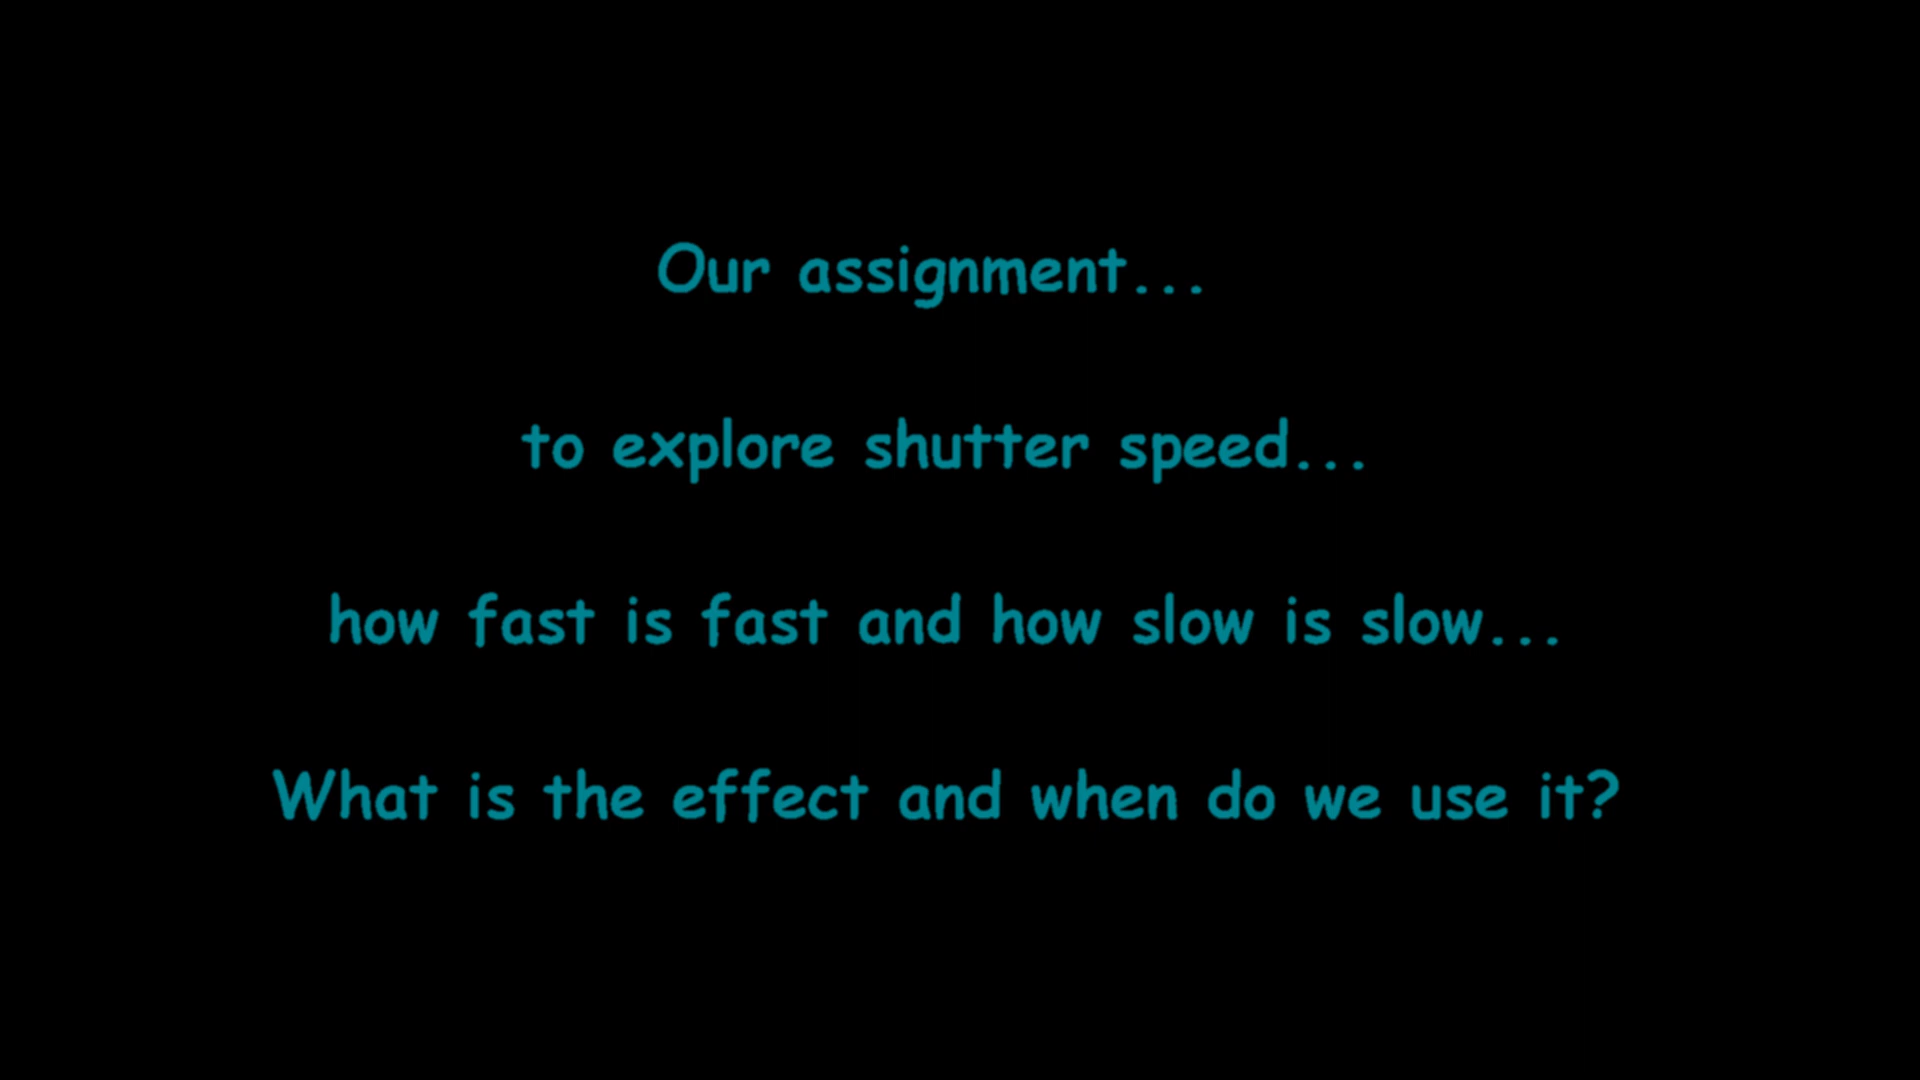 Our assignment...
to explore shutter speed...
how fast is fast and how slow is slow...
What is the effect and when do we use it?